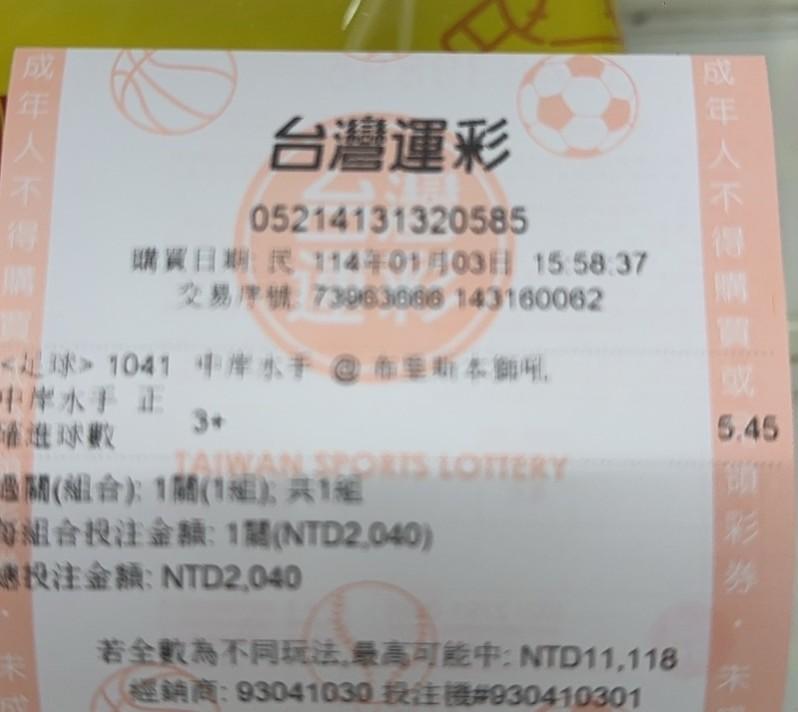 台灣運彩
05214131320585
購買日期: 民 114年01月03日 15:58:37
交易序號: 73963666 143160062
<足球> 1041 中岸水手 @ 布里斯本獅吼
中岸水手 正
確進球數 3+ 5.45
TAIWAN SPORTS LOTTERY
過關(組合): 1關(1組); 共1組
每組合投注金額: 1關(NTD2,040)
總投注金額: NTD2,040
若全數為不同玩法,最高可能中: NTD11,118
經銷商: 93041030 投注機#930410301
成年人不得購買
成年人不得購買或領彩券．未